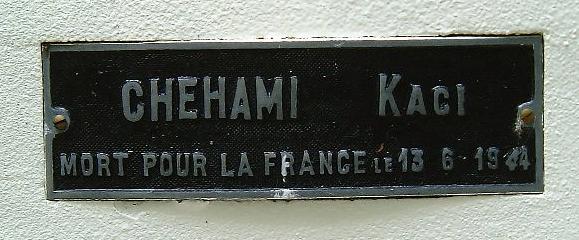 CHEHAMI KACI
MORT POUR LA FRANCE LE 13 6 1944